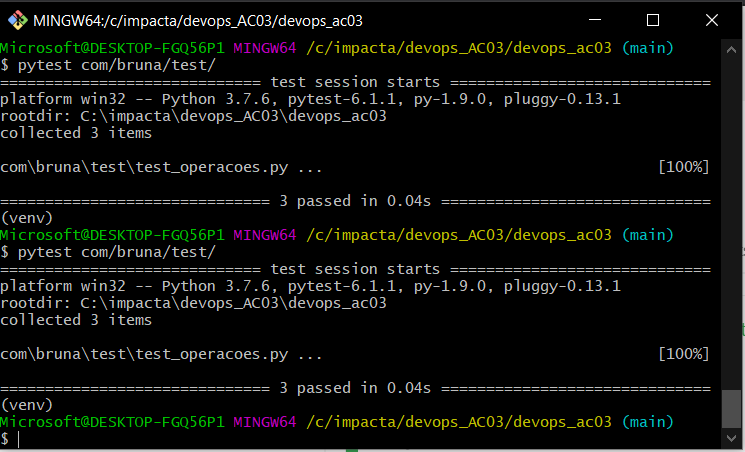 MINGW64:/c/impacta/devops_AC03/devops_ac03
Microsoft@DESKTOP-FGQ56P1 MINGW64 /c/impacta/devops_AC03/devops_ac03 (main)
$ pytest com/bruna/test/
============================= test session starts =============================
platform win32 -- Python 3.7.6, pytest-6.1.1, py-1.9.0, pluggy-0.13.1
rootdir: C:\impacta\devops_AC03\devops_ac03
collected 3 items
com\bruna\test\test_operacoes.py ... [100%]
============================== 3 passed in 0.04s ==============================
(venv)
Microsoft@DESKTOP-FGQ56P1 MINGW64 /c/impacta/devops_AC03/devops_ac03 (main)
$ pytest com/bruna/test/
============================= test session starts =============================
platform win32 -- Python 3.7.6, pytest-6.1.1, py-1.9.0, pluggy-0.13.1
rootdir: C:\impacta\devops_AC03\devops_ac03
collected 3 items
com\bruna\test\test_operacoes.py ... [100%]
============================== 3 passed in 0.04s ==============================
(venv)
Microsoft@DESKTOP-FGQ56P1 MINGW64 /c/impacta/devops_AC03/devops_ac03 (main)
$